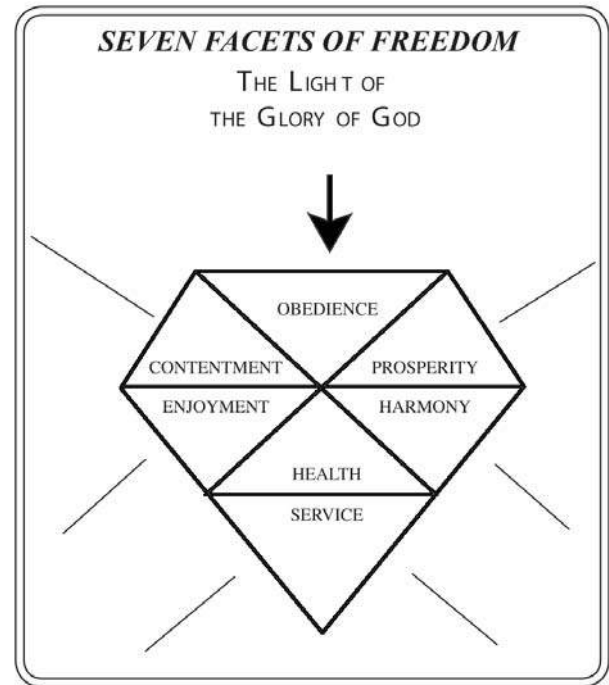 SEVEN FACETS OF FREEDOM
THE LIGHT OF
THE GLORY OF GOD
OBEDIENCE
CONTENTMENT PROSPERITY
ENJOYMENT HARMONY
HEALTH
SERVICE